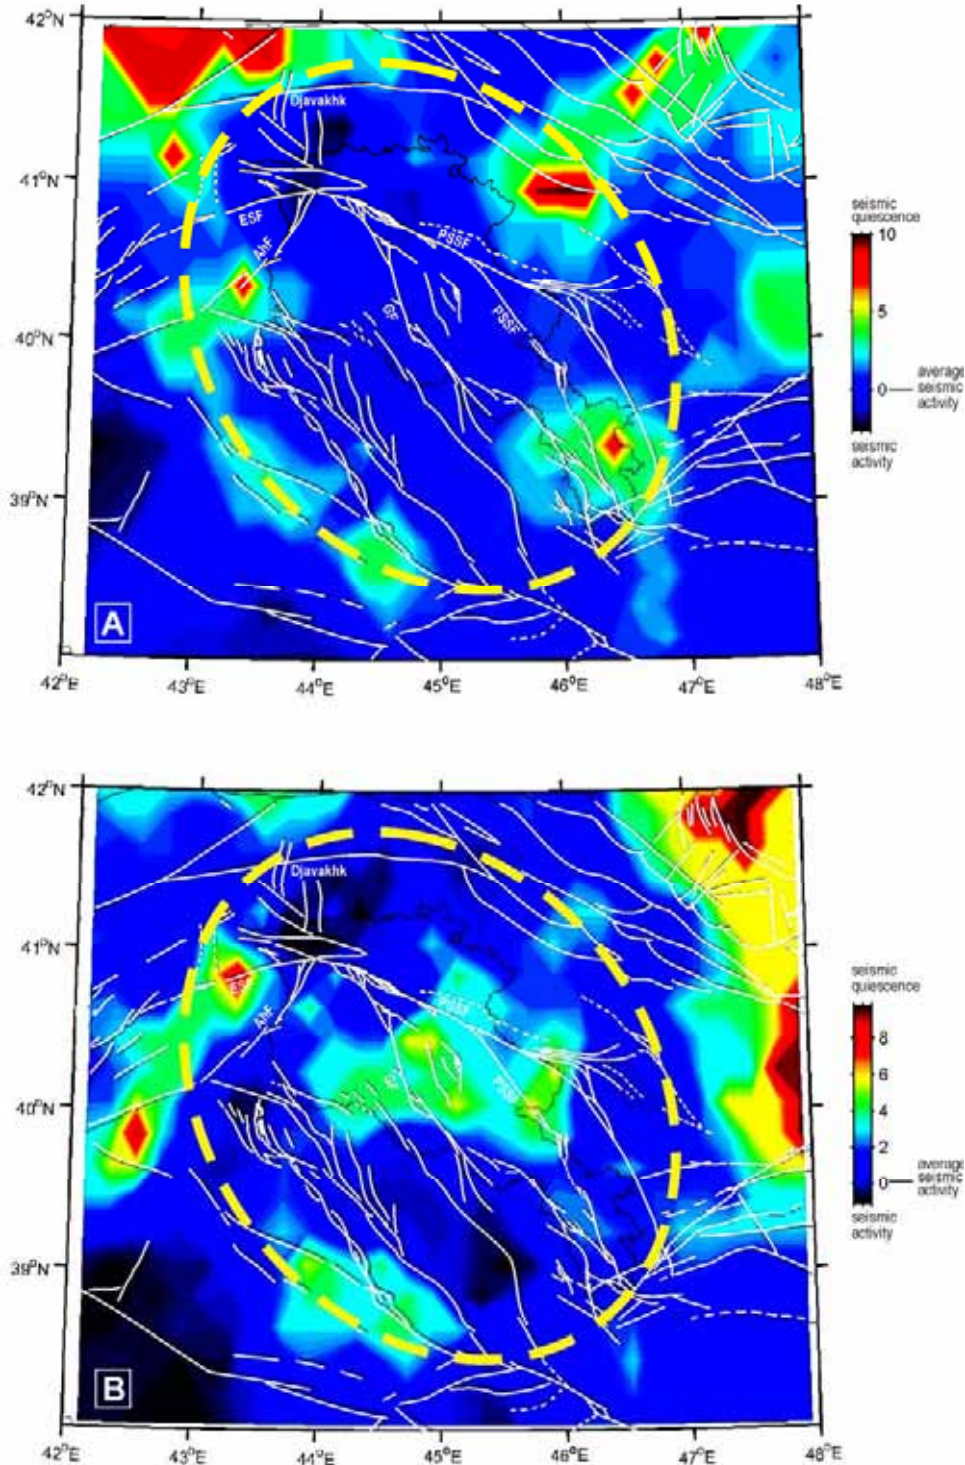 42°N
Djavakhk
41°N
seismic
quiescence
ESF
10
AhF
PSSF
5
GF
PSSF
40°N
average
0
seismic
activity
seismic
activity
39°N
A
42°E
43°E
44°E
45°E
46°E
47°E
48°E
42°N
Djavakhk
41°N
seismic
quiescence
AhF
8
6
4
40°N
2
average
0
seismic
activity
seismic
activity
39°N
B
42°E
43°E
44°E
45°E
46°E
47°E
48°E